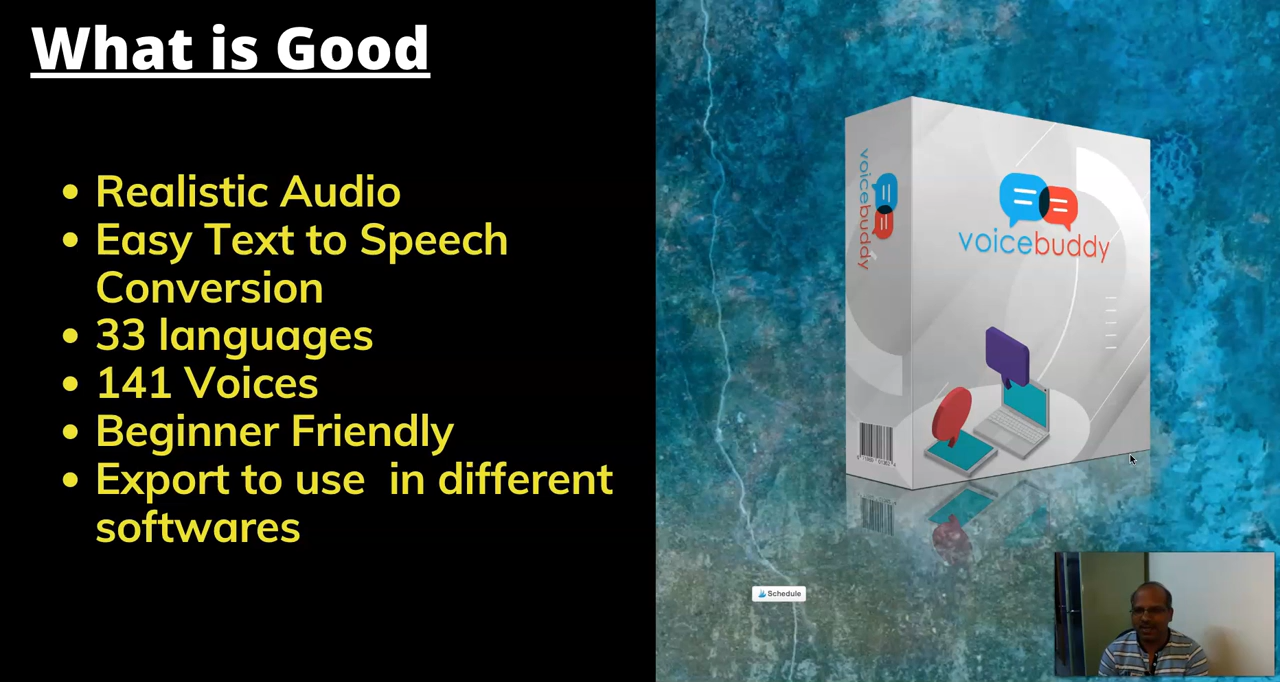 What is Good
Realistic Audio
Easy Text to Speech
Conversion
33 languages
141 Voices
Beginner Friendly
Export to use  in different
softwares
voicebuddy
voicebuddy
Schedule